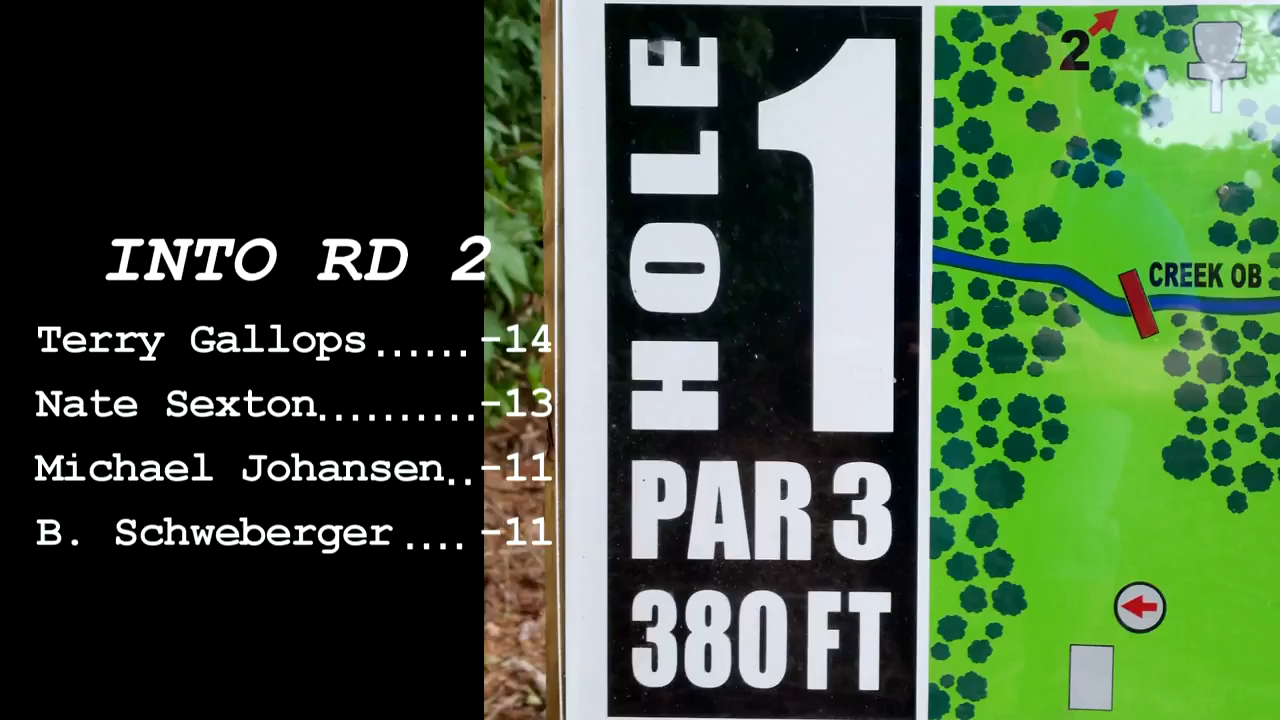 INTO RD 2
Terry Gallops......-14
Nate Sexton..........-13
Michael Johansen..-11
B. Schweberger ....-11
HOLE 1
PAR 3
380 FT
2
CREEK OB